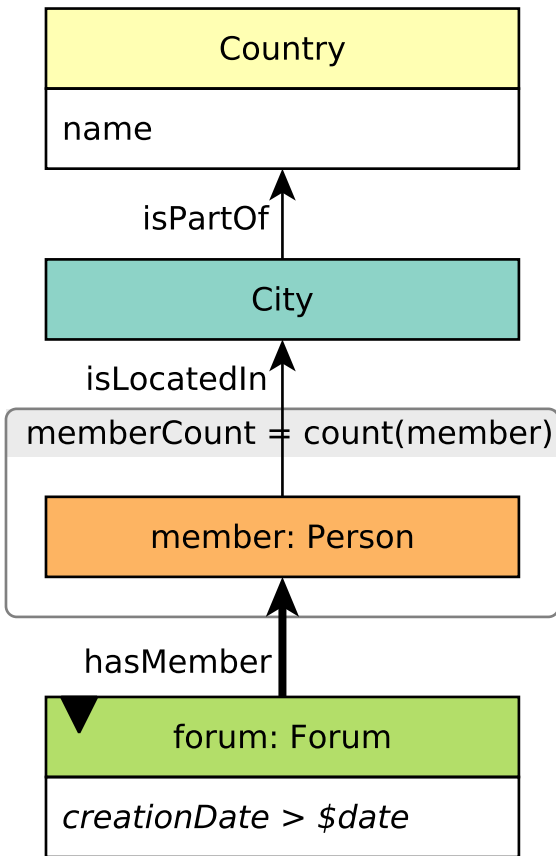 Country
name
isPartOf
City
isLocatedIn
memberCount = count(member)
member: Person
hasMember
forum: Forum
creationDate > $date